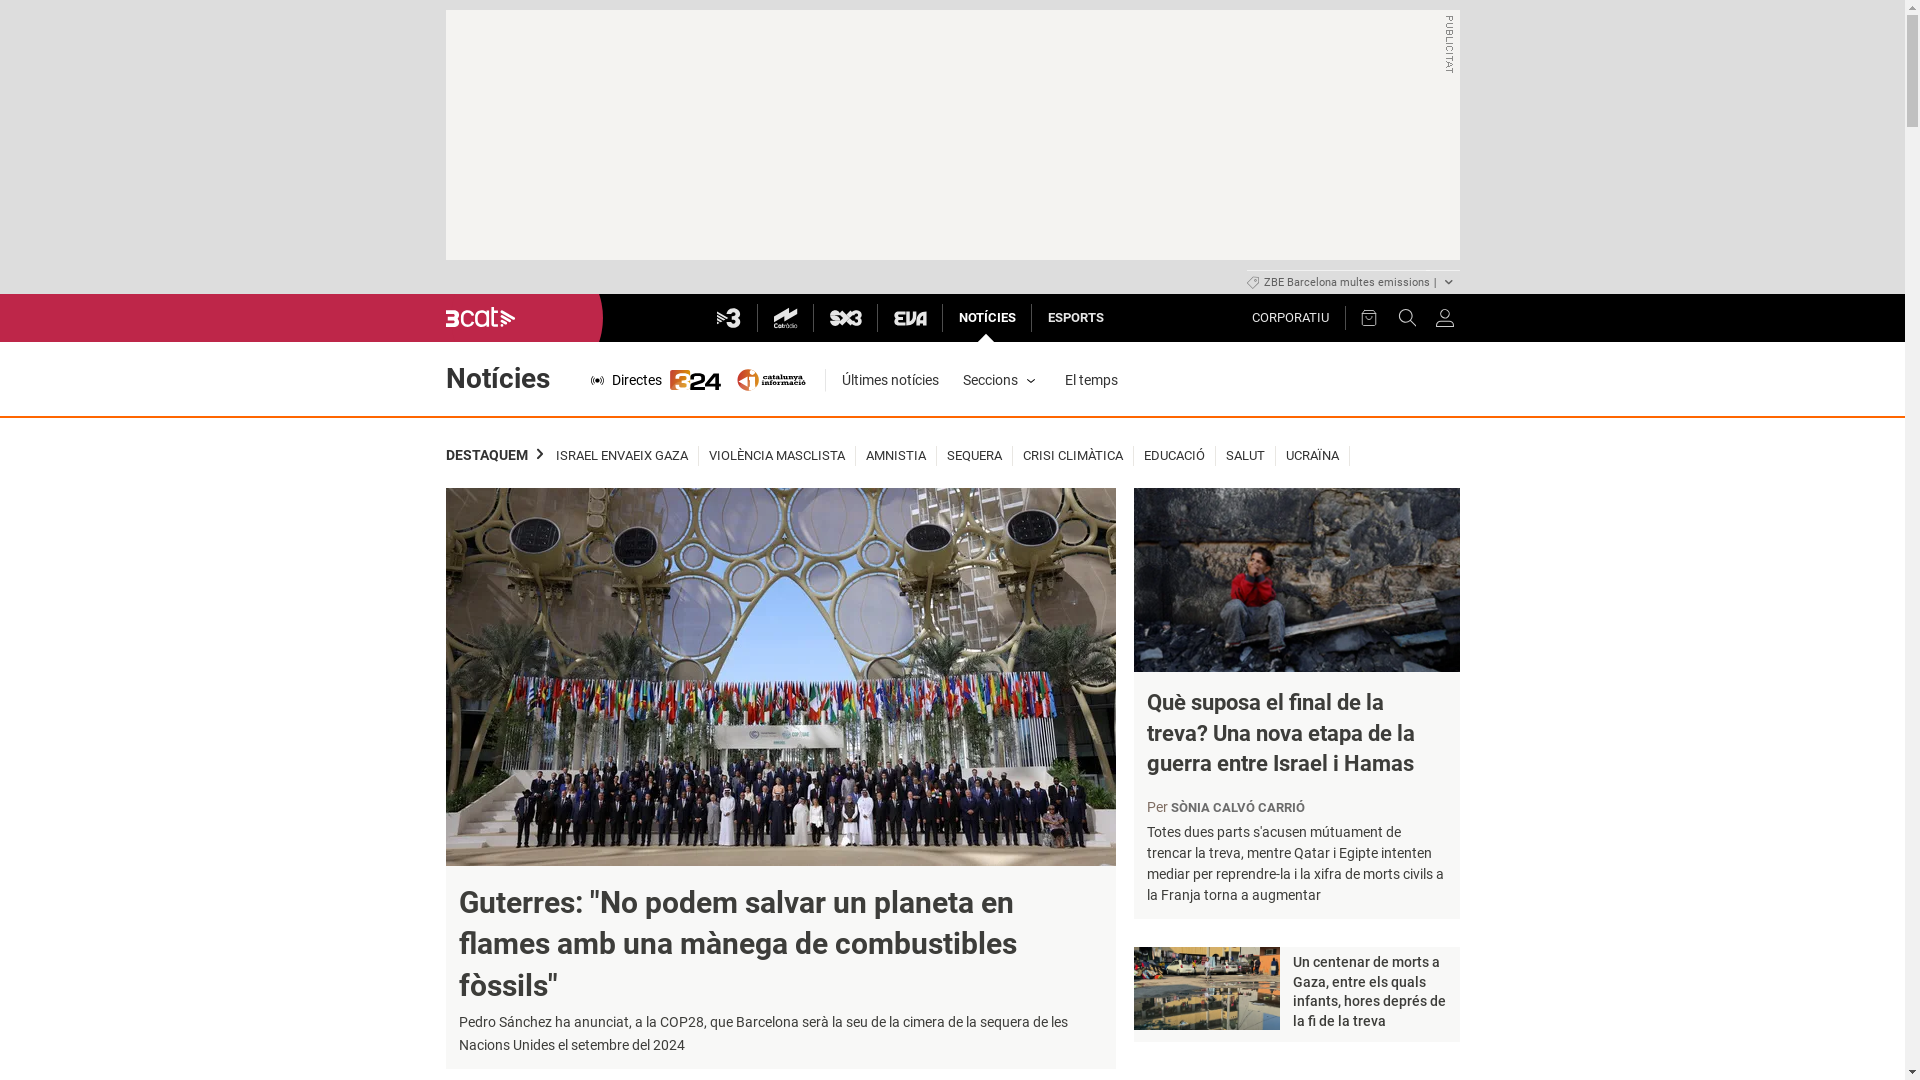 PUBLICITAT
ZBE Barcelona multes emissions |
3cat
3
Catràdio
SX3
EVA
NOTÍCIES
ESPORTS
CORPORATIU
Notícies
Directes
324
catalunya
informació
Últimes notícies
Seccions
El temps
DESTAQUEM
ISRAEL ENVAEIX GAZA
VIOLÈNCIA MASCLISTA
AMNISTIA
SEQUERA
CRISI CLIMÀTICA
EDUCACIÓ
SALUT
UCRAÏNA
Guterres: "No podem salvar un planeta en
flames amb una mànega de combustibles
fòssils"
Pedro Sánchez ha anunciat, a la COP28, que Barcelona serà la seu de la cimera de la sequera de les
Nacions Unides el setembre del 2024
Què suposa el final de la
treva? Una nova etapa de la
guerra entre Israel i Hamas
Per SÒNIA CALVÓ CARRIÓ
Totes dues parts s'acusen mútuament de
trencar la treva, mentre Qatar i Egipte intenten
mediar per reprendre-la i la xifra de morts civils a
la Franja torna a augmentar
Un centenar de morts a
Gaza, entre els quals
infants, hores deprés de
la fi de la treva